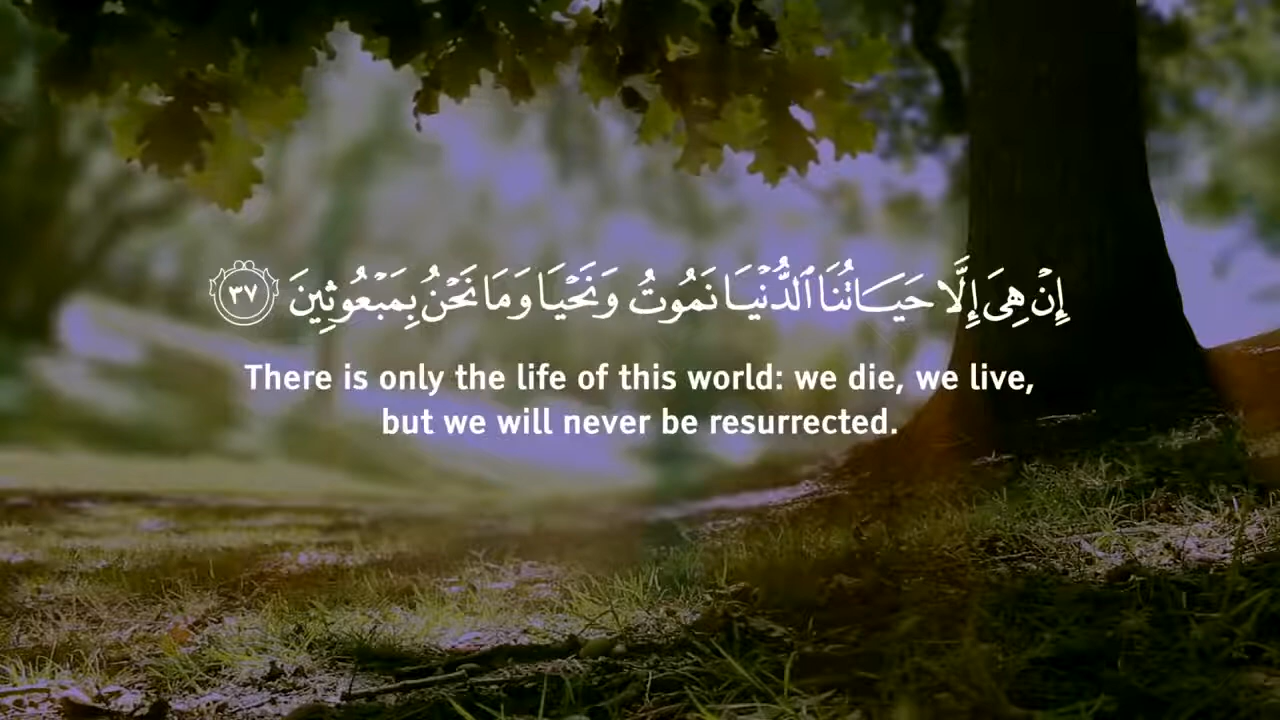 إِنْ هِىَ إِلَّا حَيَاتُنَا ٱلدُّنْيَا نَمُوتُ وَنَحْيَا وَمَا نَحْنُ بِمَبْعُوثِينَ ٣٧
There is only the life of this world: we die, we live,
but we will never be resurrected.